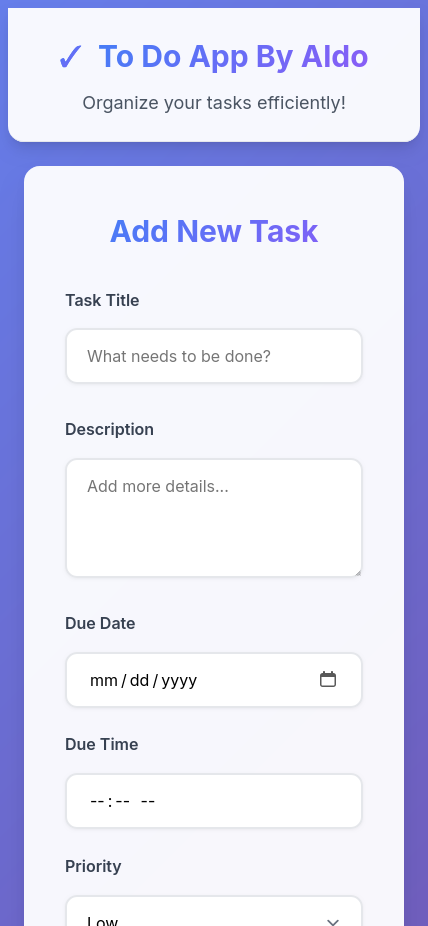 ✓ To Do App By Aldo
Organize your tasks efficiently!
Add New Task
Task Title
What needs to be done?
Description
Add more details...
Due Date
mm/dd/yyyy
Due Time
--:-- --
Priority
Low